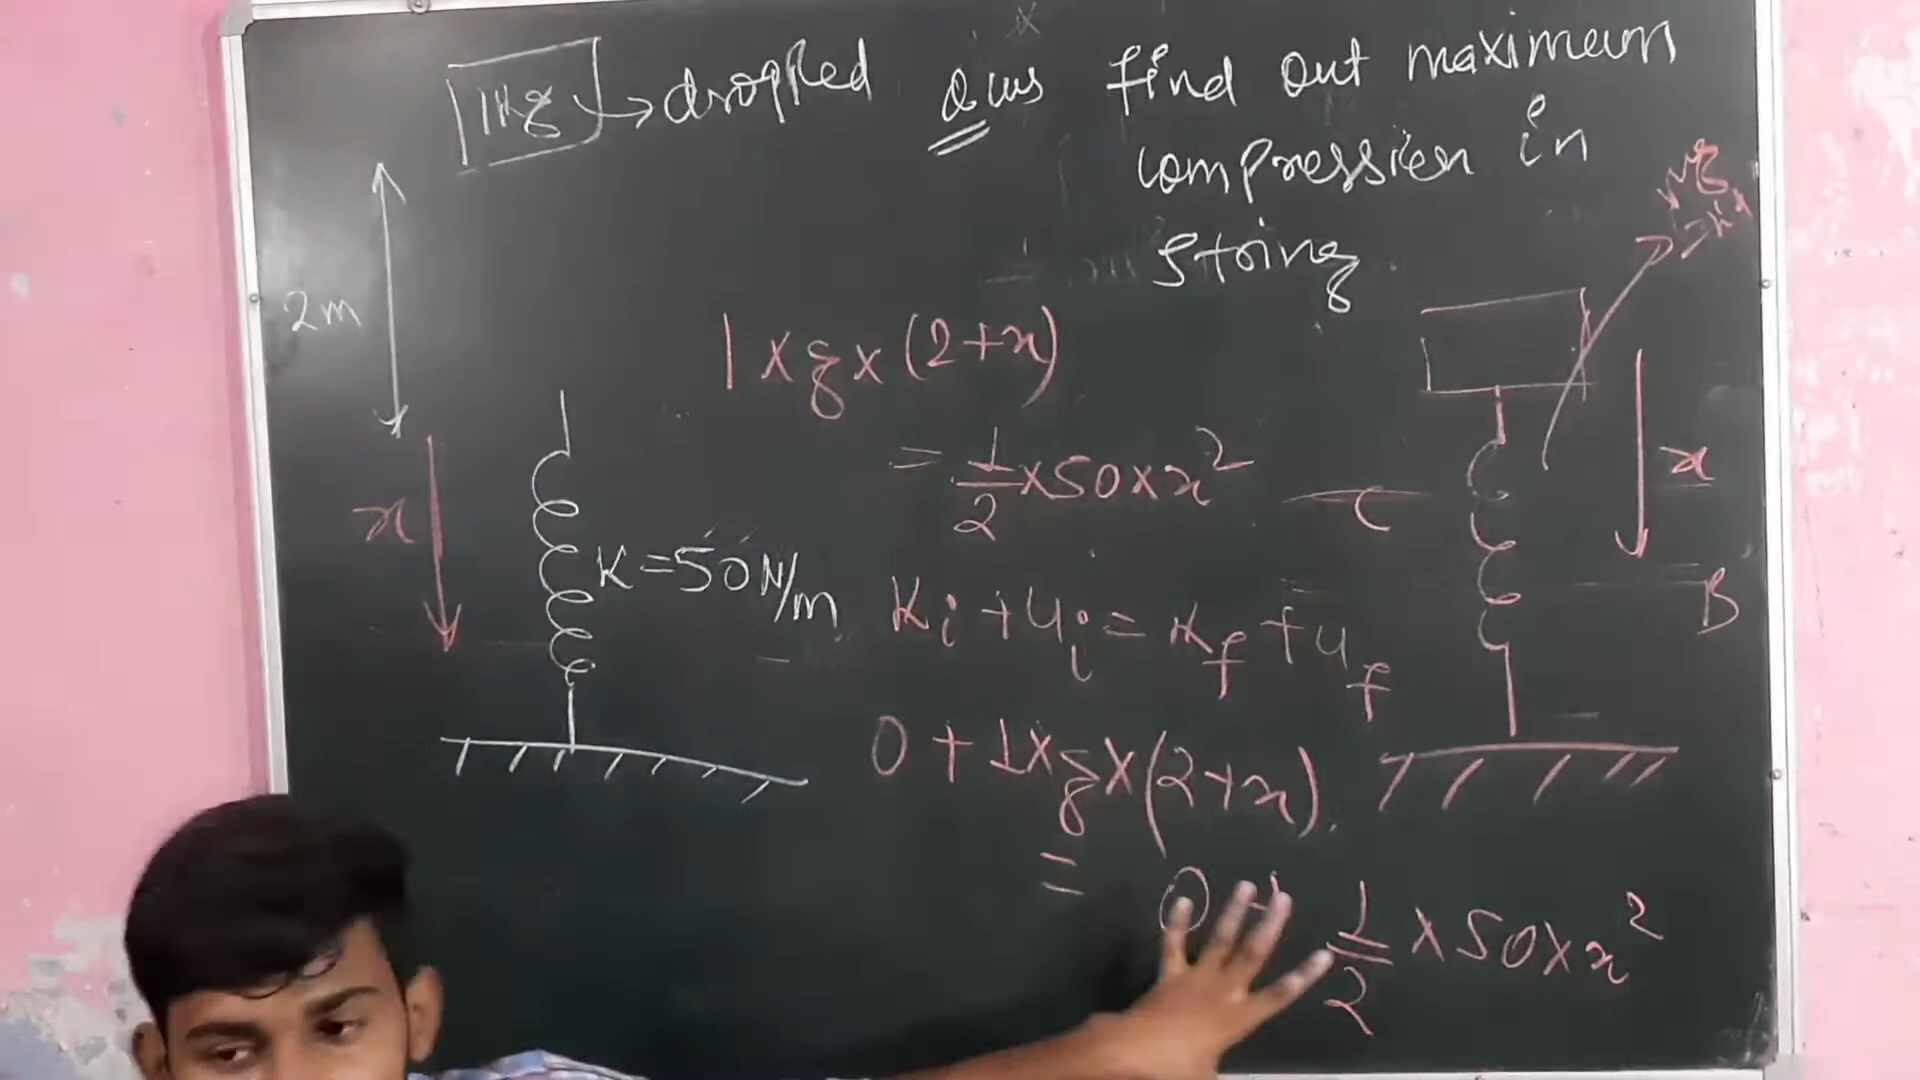 1Kg → dropped Qus find out maximum
compression in
string
2m
1 x g x (2+x)
= 1/2 x 50 x x²
x
x
K = 50 N/m
B
Ki + ui = Kf + uf
0 + 1 x g x (2+x)
= 0 + 1/2 x 50 x x²